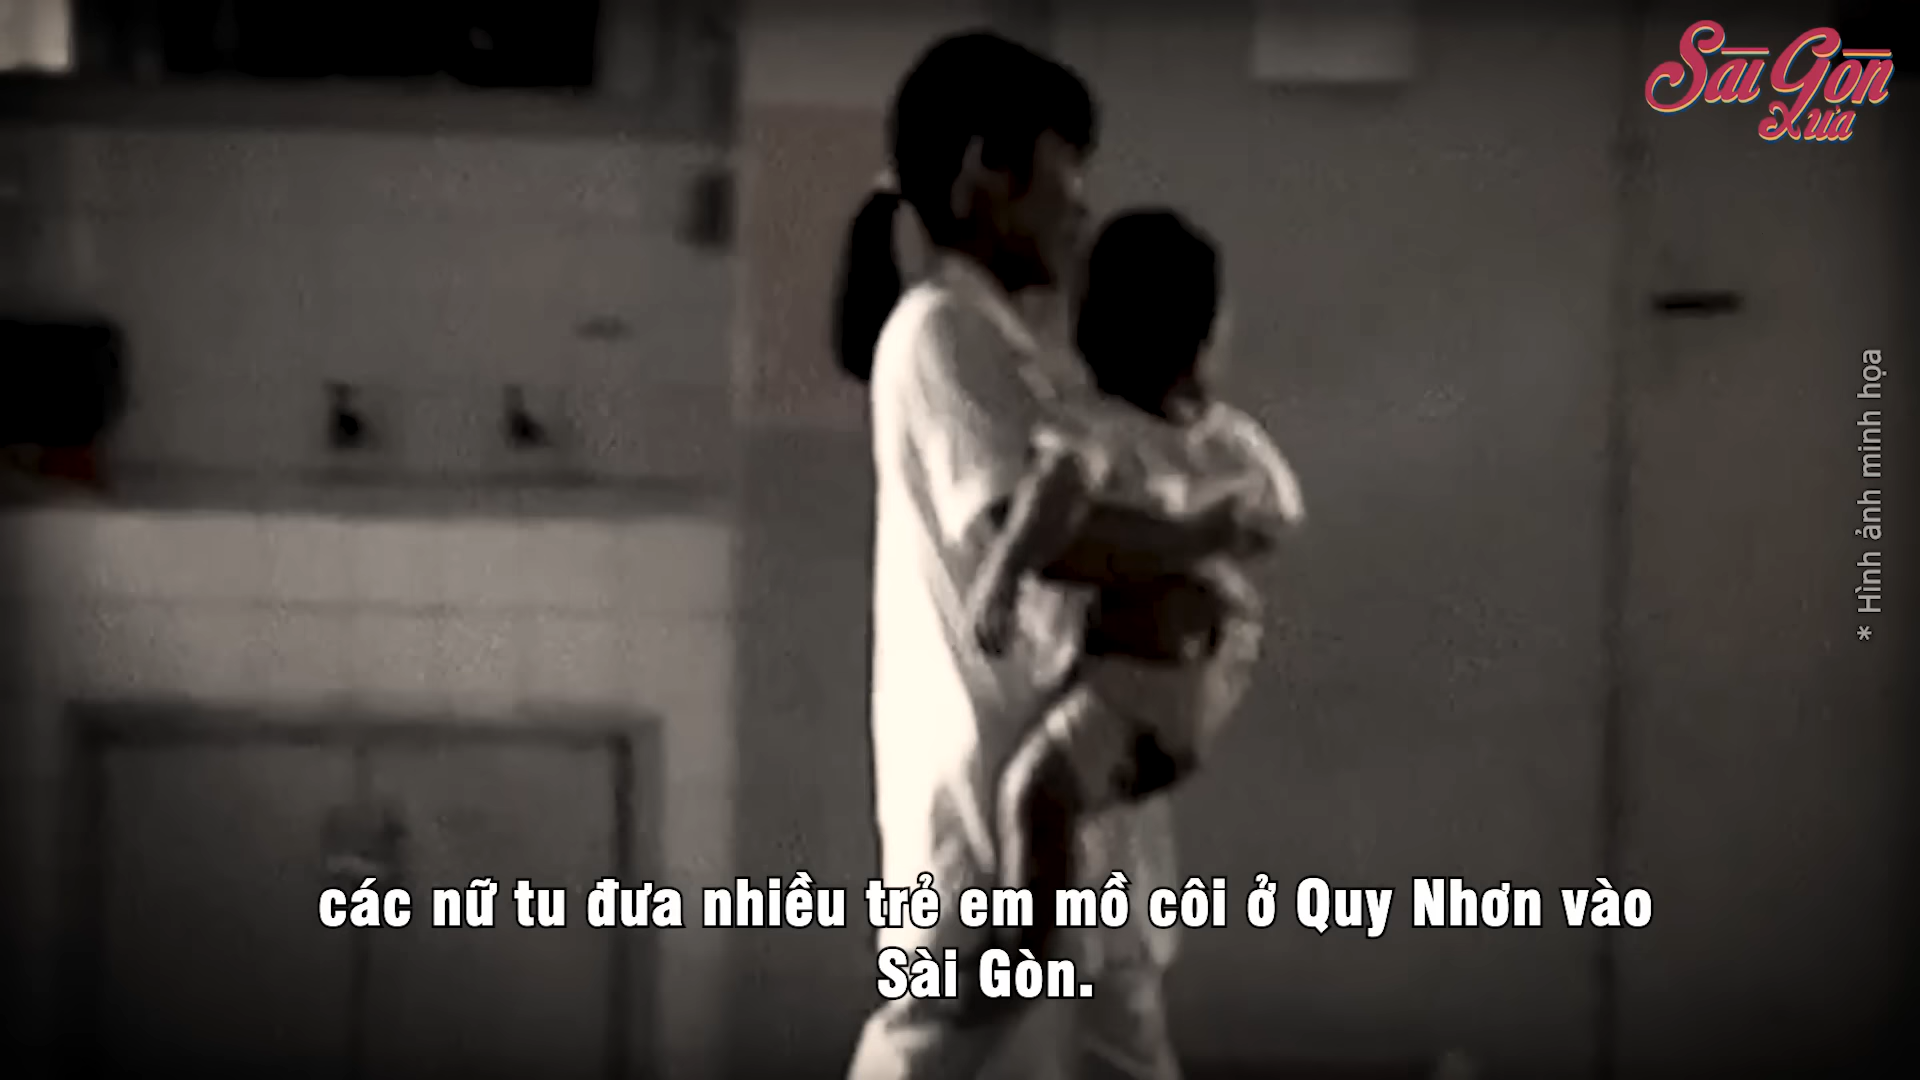 Sài Gòn
Xưa
* Hình ảnh minh họa
các nữ tu đưa nhiều trẻ em mồ côi ở Quy Nhơn vào
Sài Gòn.